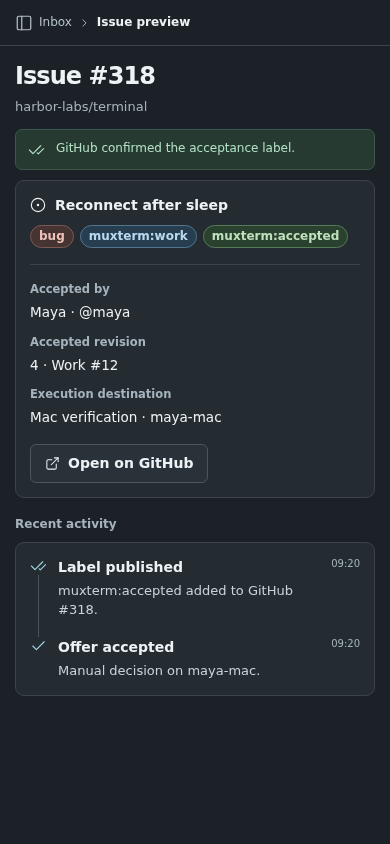 Inbox > Issue preview
Issue #318
harbor-labs/terminal
GitHub confirmed the acceptance label.
Reconnect after sleep
bug muxterm:work muxterm:accepted
Accepted by
Maya · @maya
Accepted revision
4 · Work #12
Execution destination
Mac verification · maya-mac
Open on GitHub
Recent activity
Label published 09:20
muxterm:accepted added to GitHub
#318.
Offer accepted 09:20
Manual decision on maya-mac.